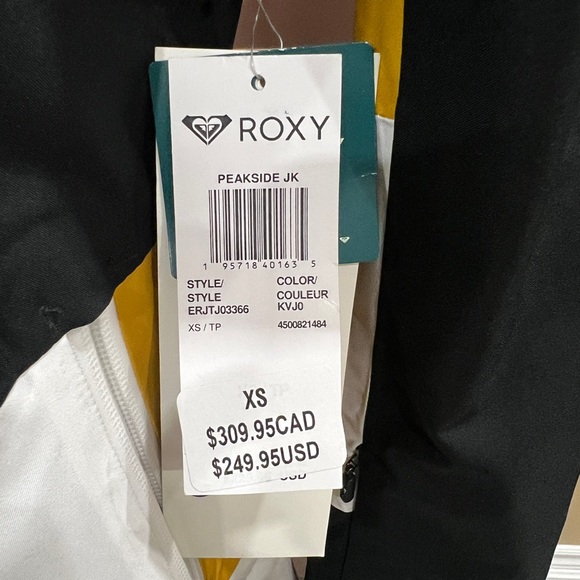 ROXY
PEAKSIDE JK
1 95718 40163 5
STYLE/ COLOR/
STYLE COULEUR
ERJTJ03366 KVJ0
XS / TP 4500821484
XS
$309.95CAD
$249.95USD
USD